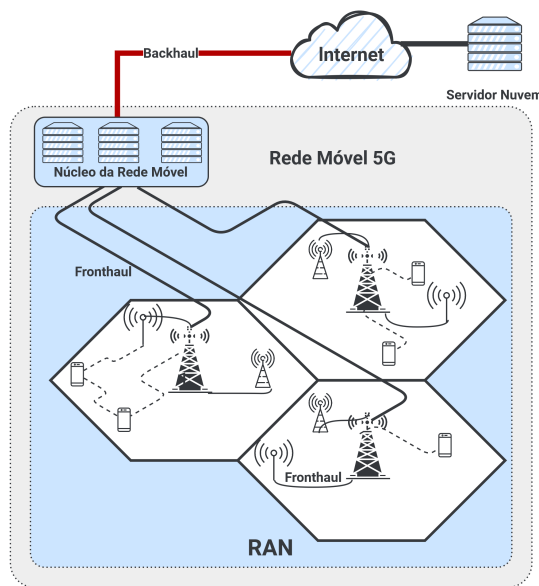 Backhaul
Internet
Servidor Nuvem
Núcleo da Rede Móvel
Rede Móvel 5G
Fronthaul
Fronthaul
RAN